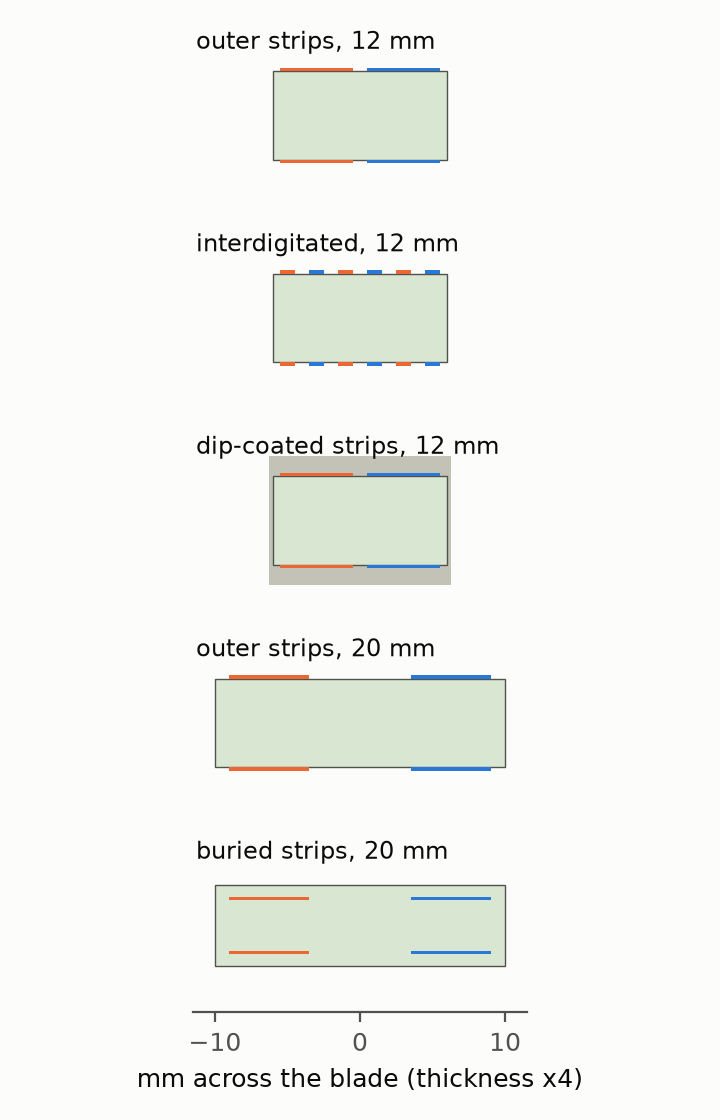 outer strips, 12 mm
interdigitated, 12 mm
dip-coated strips, 12 mm
outer strips, 20 mm
buried strips, 20 mm
−10 0 10
mm across the blade (thickness x4)